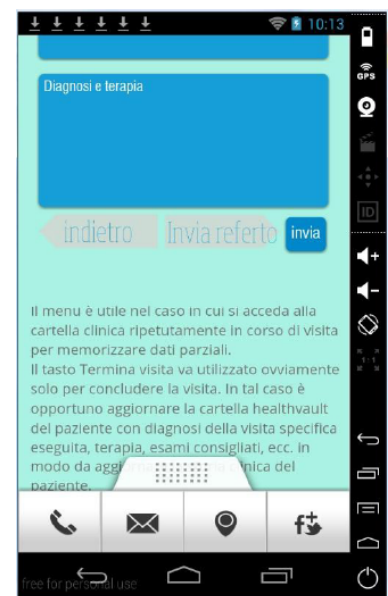 10:13
GPS
Diagnosi e terapia
indietro
Invia referto
invia
ID
1:1
Il menu è utile nel caso in cui si acceda alla
cartella clinica ripetutamente in corso di visita
per memorizzare dati parziali.
Il tasto Termina visita va utilizzato ovviamente
solo per concludere la visita. In tal caso è
opportuno aggiornare la cartella healthvault
del paziente con diagnosi della visita specifica
eseguita, terapia, esami consigliati, ecc. in
modo da del
paziente.
free for personal use